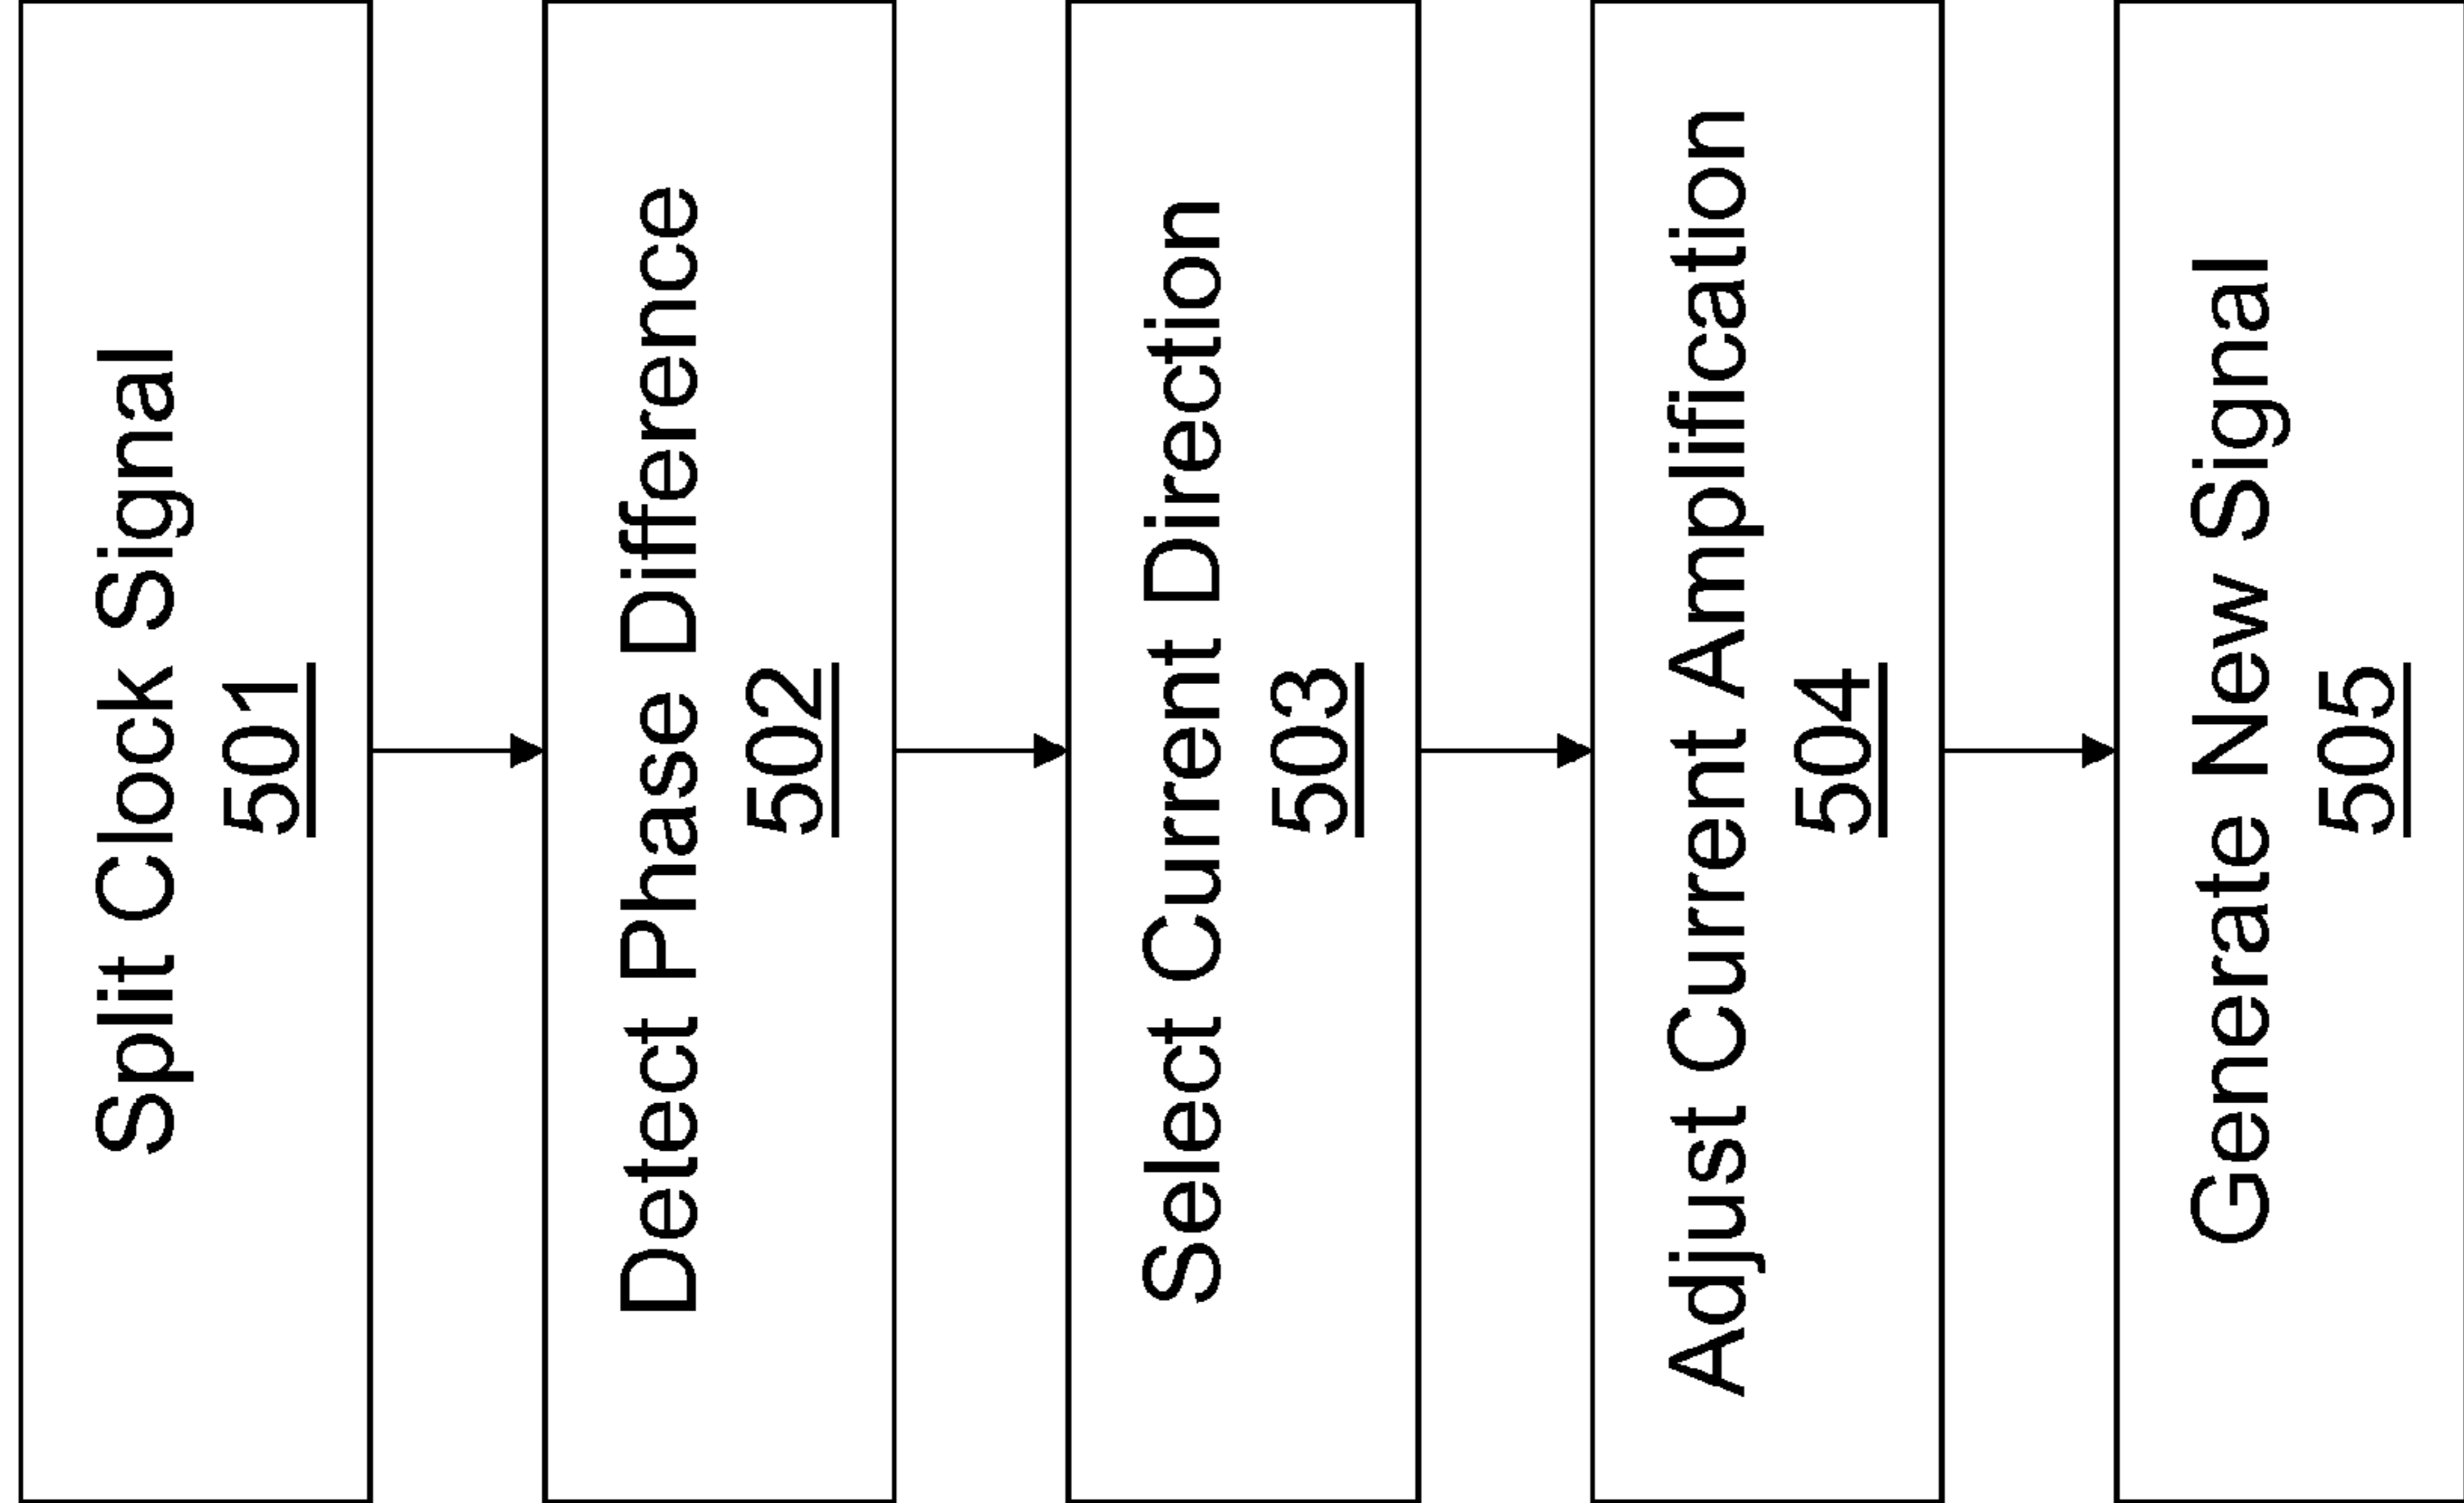 Split Clock Signal
501
Detect Phase Difference
502
Select Current Direction
503
Adjust Current Amplification
504
Generate New Signal
505